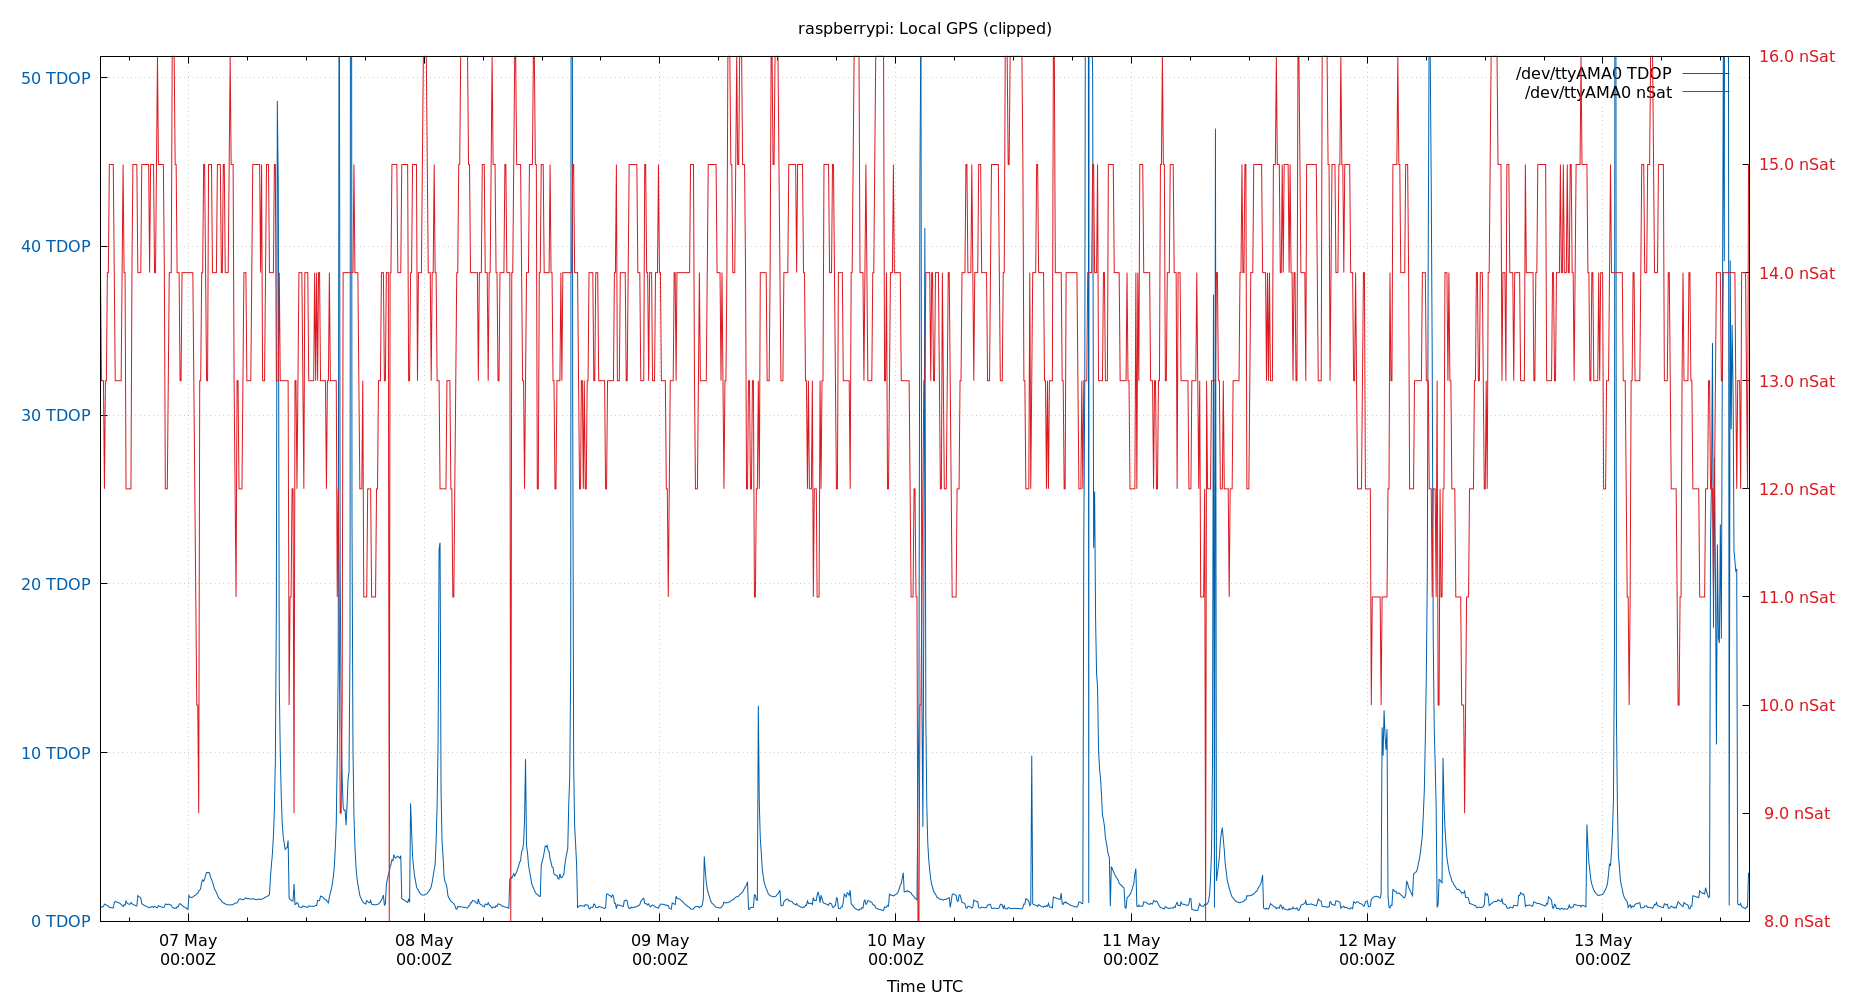 raspberrypi: Local GPS (clipped)
50 TDOP
40 TDOP
30 TDOP
20 TDOP
10 TDOP
0 TDOP
/dev/ttyAMA0 TDOP
/dev/ttyAMA0 nSat
16.0 nSat
15.0 nSat
14.0 nSat
13.0 nSat
12.0 nSat
11.0 nSat
10.0 nSat
9.0 nSat
8.0 nSat
07 May
00:00Z
08 May
00:00Z
09 May
00:00Z
10 May
00:00Z
11 May
00:00Z
12 May
00:00Z
13 May
00:00Z
Time UTC